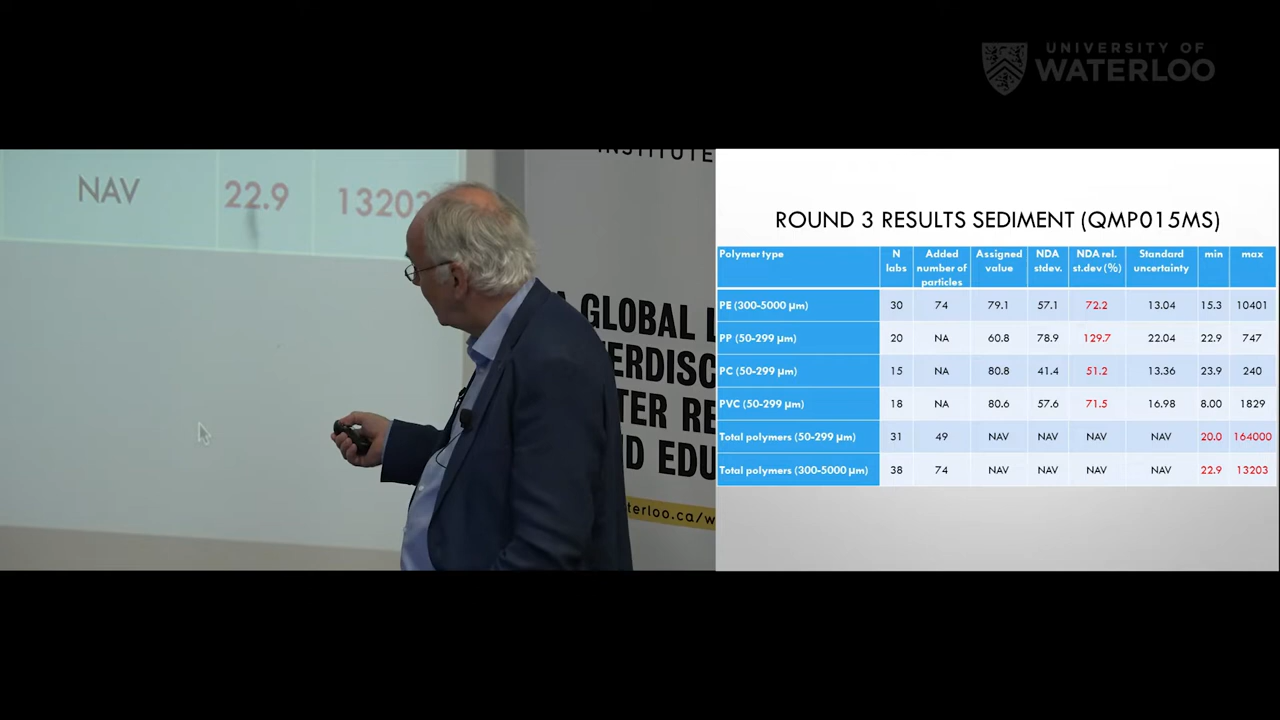 UNIVERSITY OF
WATERLOO
INSTITUTE
NAV 22.9 13203
A GLOBAL
WATER
terloo.ca/w
ROUND 3 RESULTS SEDIMENT (QMP015MS)
Polymer type N labs Added number of particles Assigned value NDA stdev. NDA rel. st.dev (%) Standard uncertainty min max
PE (300-5000 µm) 30 74 79.1 57.1 72.2 13.04 15.3 10401
PP (50-299 µm) 20 NA 60.8 78.9 129.7 22.04 22.9 747
PC (50-299 µm) 15 NA 80.8 41.4 51.2 13.36 23.9 240
PVC (50-299 µm) 18 NA 80.6 57.6 71.5 16.98 8.00 1829
Total polymers (50-299 µm) 31 49 NAV NAV NAV NAV 20.0 164000
Total polymers (300-5000 µm) 38 74 NAV NAV NAV NAV 22.9 13203